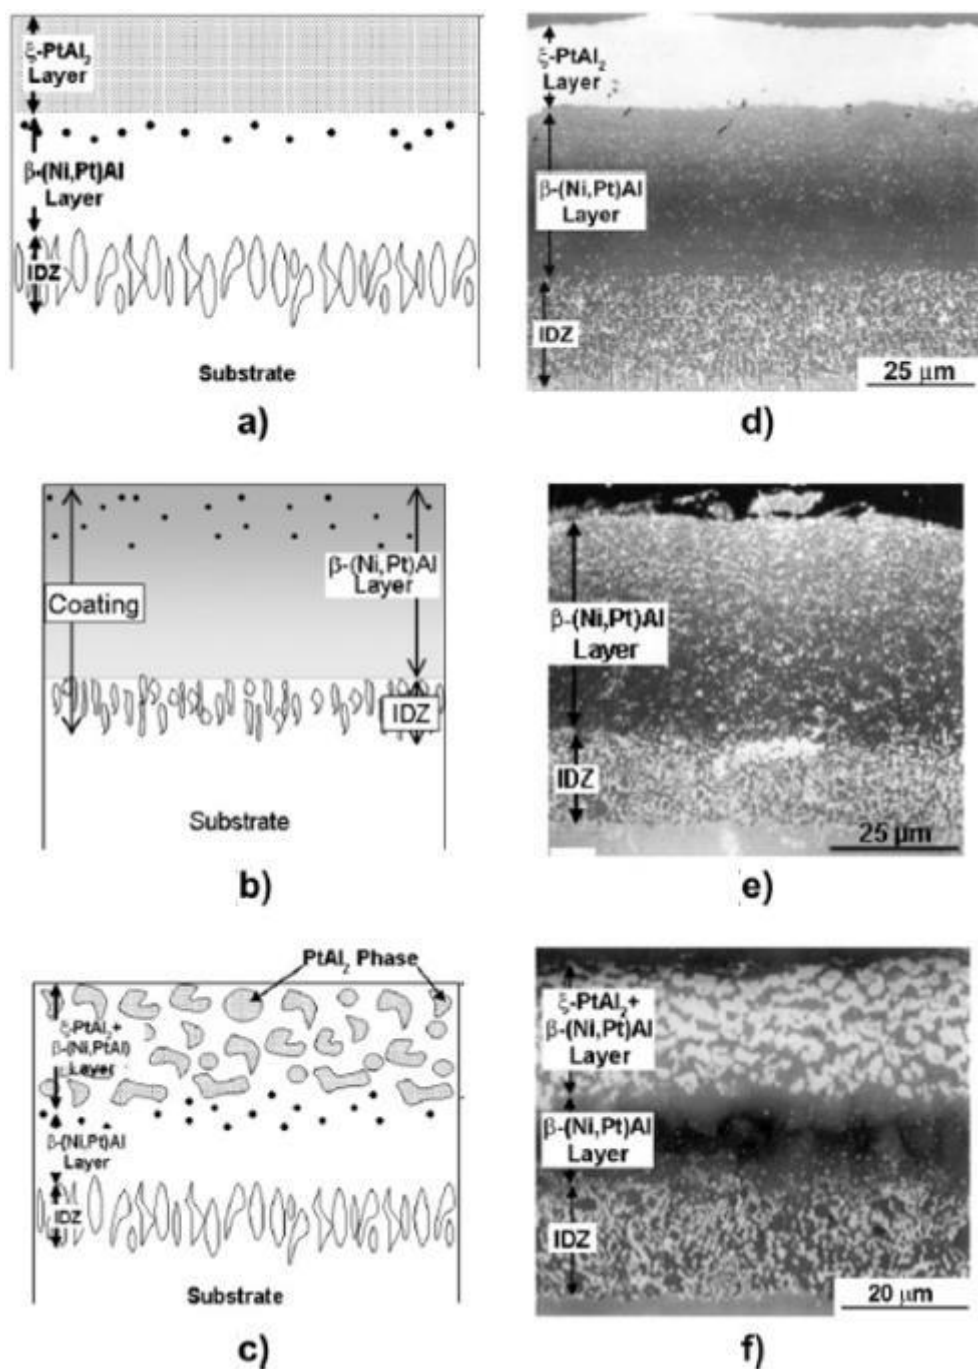 ξ-PtAl₂
Layer
β-(Ni,Pt)Al
Layer
IDZ
Substrate
a)
ξ-PtAl₂
Layer
β-(Ni,Pt)Al
Layer
IDZ
25 μm
d)
Coating
β-(Ni,Pt)Al
Layer
IDZ
Substrate
b)
β-(Ni,Pt)Al
Layer
IDZ
25 μm
e)
PtAl₂ Phase
ξ-PtAl₂+
β-(Ni,PtAl)
Layer
β-(Ni,Pt)Al
Layer
IDZ
Substrate
c)
ξ-PtAl₂+
β-(Ni,Pt)Al
Layer
β-(Ni,Pt)Al
Layer
IDZ
20 μm
f)